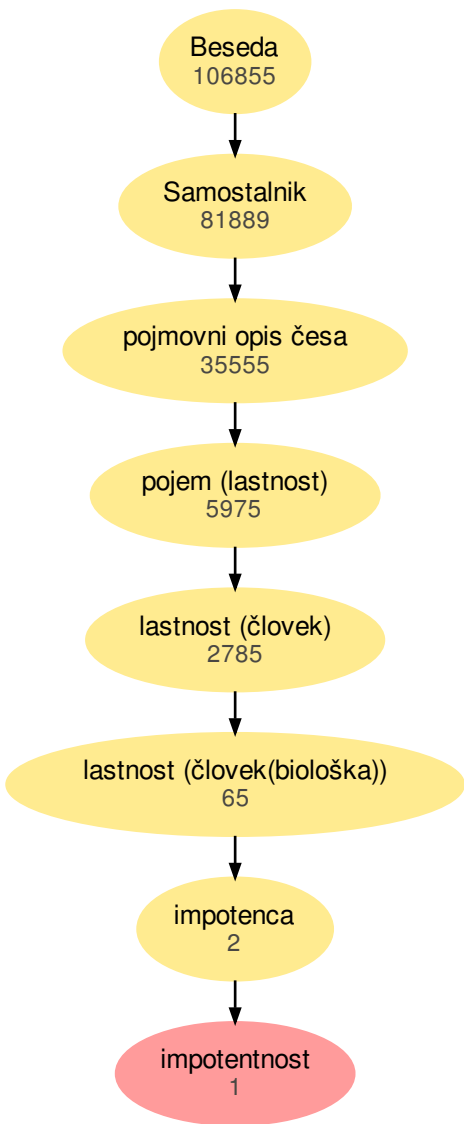 Beseda
106855
Samostalnik
81889
pojmovni opis česa
35555
pojem (lastnost)
5975
lastnost (človek)
2785
lastnost (človek(biološka))
65
impotenca
2
impotentnost
1